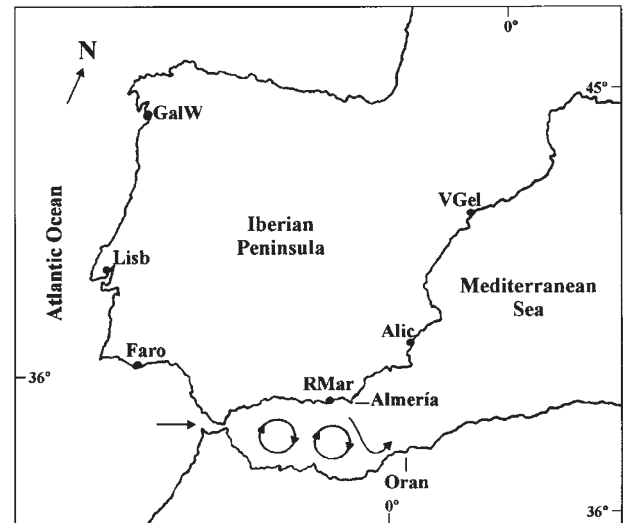 0°
N
45°
GalW
VGel
Iberian
Peninsula
Atlantic Ocean
Lisb
Mediterranean
Sea
Alic
Faro
36°
RMar
Almería
Oran
0°
36°